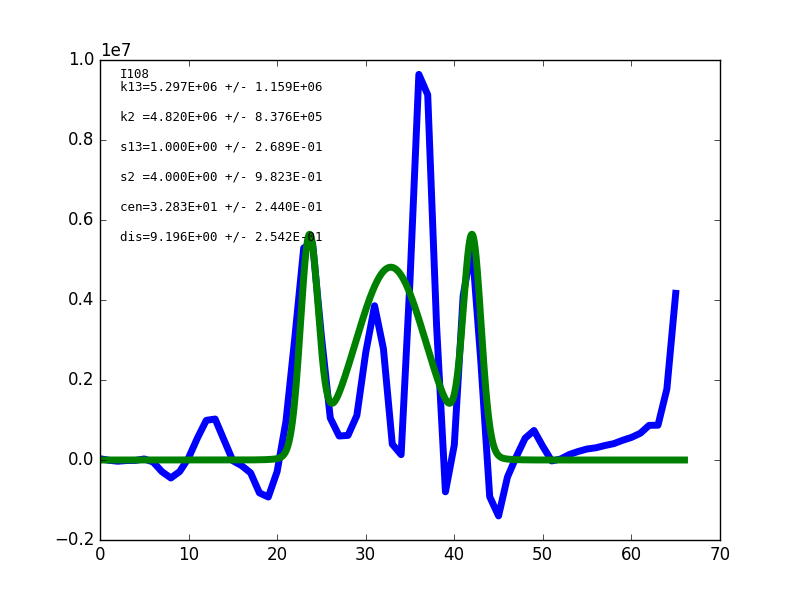 1e7
I108
k13=5.297E+06 +/- 1.159E+06
k2 =4.820E+06 +/- 8.376E+05
s13=1.000E+00 +/- 2.689E-01
s2 =4.000E+00 +/- 9.823E-01
cen=3.283E+01 +/- 2.440E-01
dis=9.196E+00 +/- 2.542E-01
1.0
0.8
0.6
0.4
0.2
0.0
−0.2
0 10 20 30 40 50 60 70